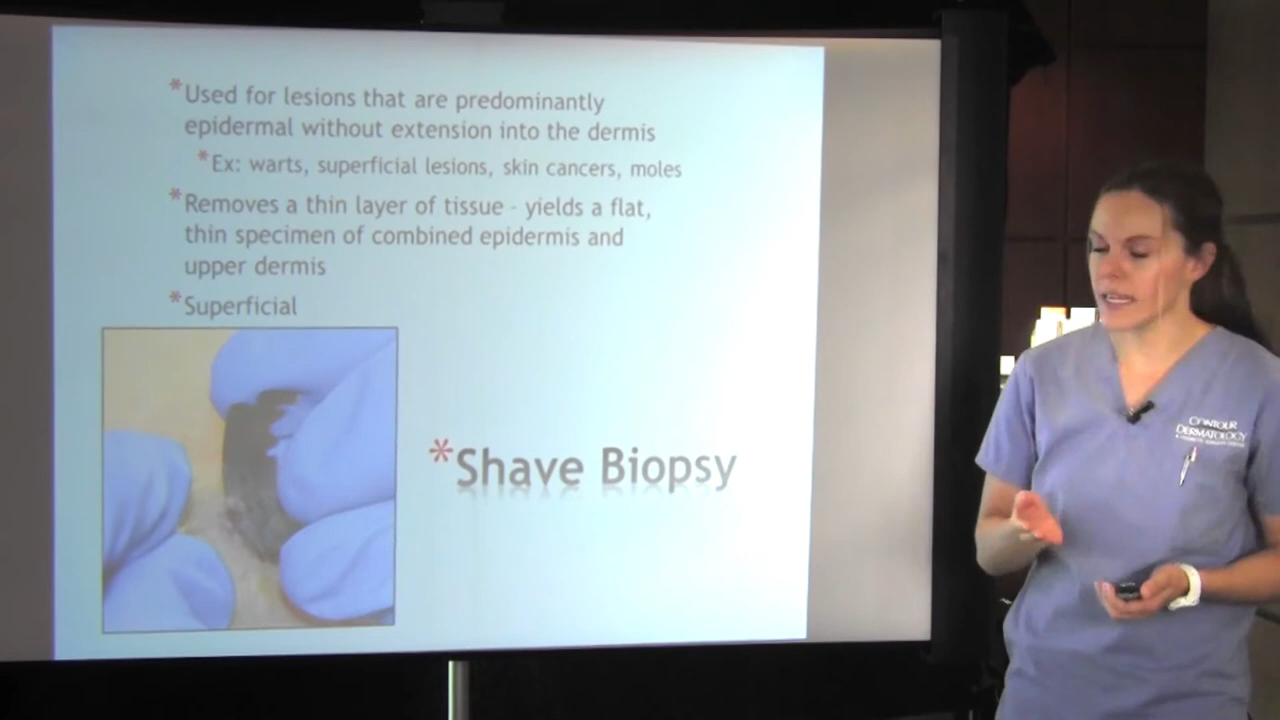 *Used for lesions that are predominantly
epidermal without extension into the dermis
*Ex: warts, superficial lesions, skin cancers, moles
*Removes a thin layer of tissue - yields a flat,
thin specimen of combined epidermis and
upper dermis
*Superficial
*Shave Biopsy
CONTOUR
DERMATOLOGY